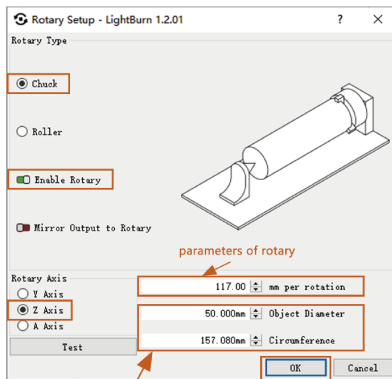 Rotary Setup - LightBurn 1.2.01 ? ×
Rotary Type
Chuck
Roller
Enable Rotary
Mirror Output to Rotary
parameters of rotary
Rotary Axis
Y Axis
Z Axis
A Axis
117.00 mm per rotation
50.000mm Object Diameter
157.080mm Circumference
Test
OK Cancel